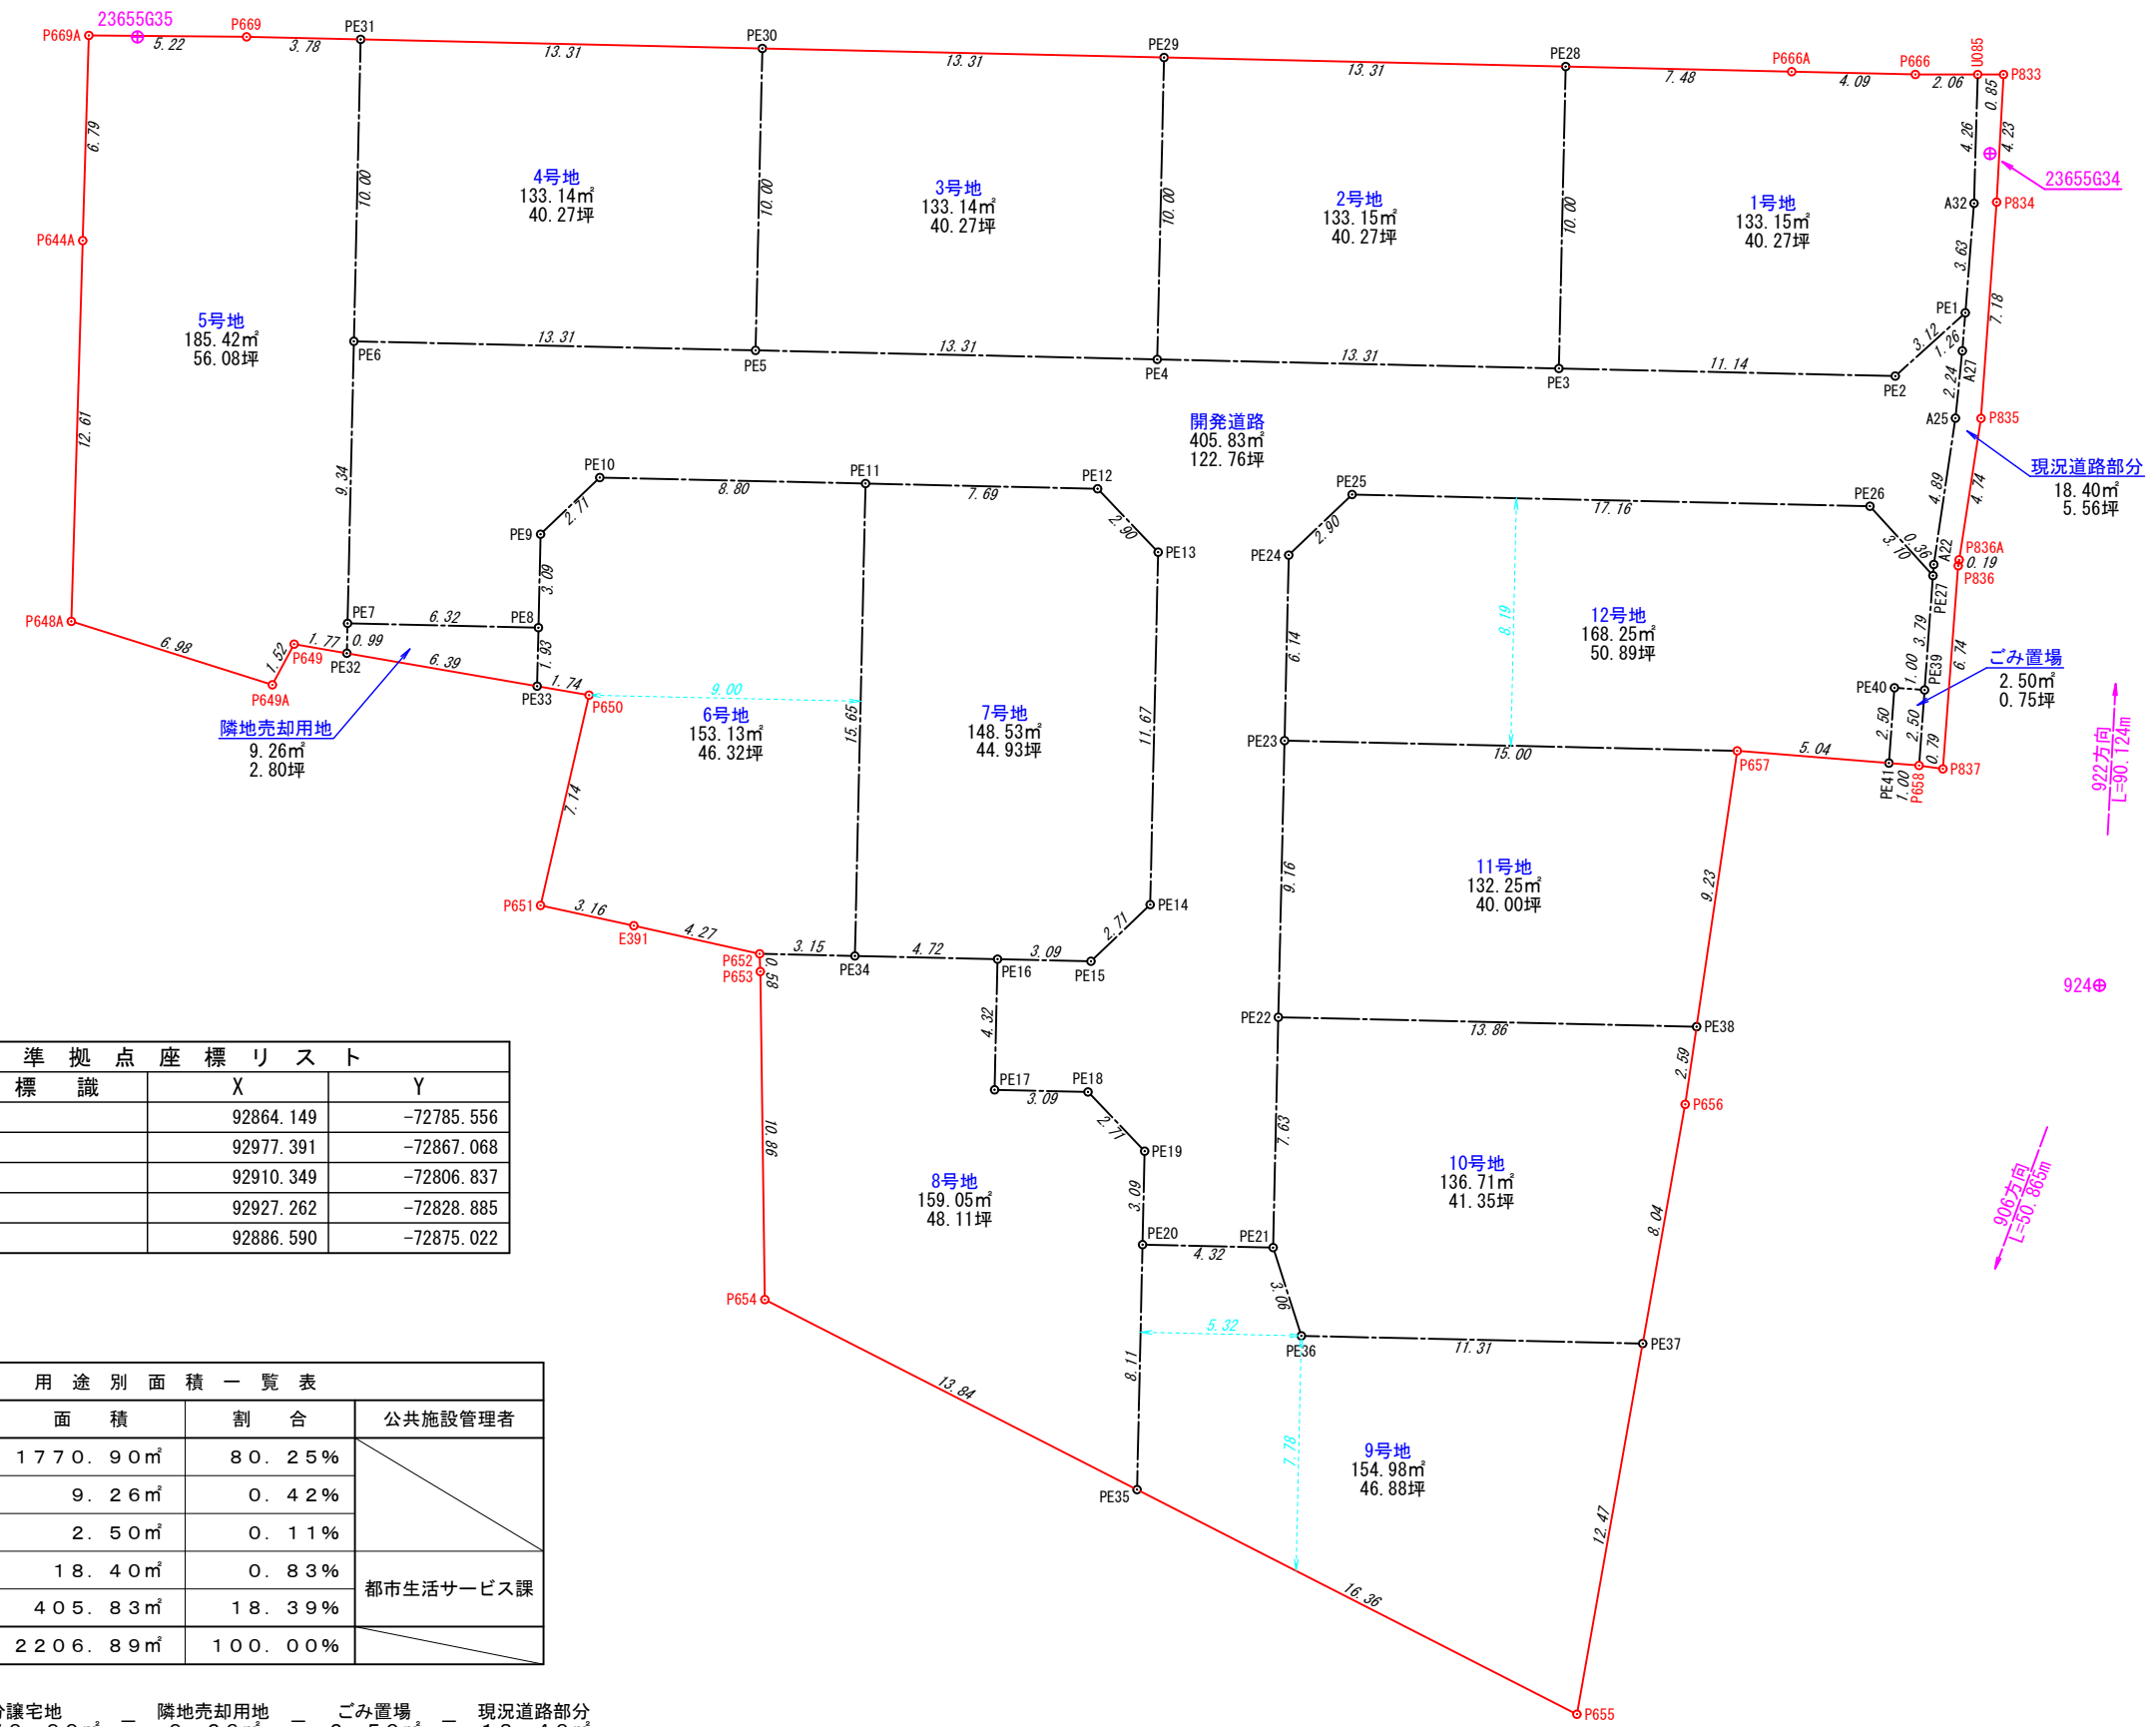 23655G35
P669A
5.22
P669
3.78
PE31
13.31
PE30
13.31
PE29
13.31
PE28
7.48
P666A
4.09
P666
2.06
U085
0.85
P833
6.79
10.00
4号地
133.14㎡
40.27坪
10.00
3号地
133.14㎡
40.27坪
10.00
2号地
133.15㎡
40.27坪
10.00
1号地
133.15㎡
40.27坪
4.26
4.23
23655G34
A32
P834
P644A
3.63
7.18
5号地
185.42㎡
56.08坪
PE1
3.12
1.26
A27
PE6
13.31
PE5
13.31
PE4
13.31
PE3
11.14
PE2
2.24
A25
P835
12.61
開発道路
405.83㎡
122.76坪
現況道路部分
18.40㎡
5.56坪
9.34
PE10
8.80
PE11
7.69
PE12
PE25
17.16
PE26
4.89
4.74
2.71
2.90
2.90
PE9
PE13
PE24
3.70
0.36
A22
P836A
0.19
P836
PE27
3.09
8.19
12号地
168.25㎡
50.89坪
P648A
PE7
6.32
PE8
6.98
1.52
P649
1.77
0.99
PE32
6.39
1.93
6.14
3.79
6.74
PE39
ごみ置場
2.50㎡
0.75坪
P649A
PE33
1.74
P650
9.00
PE40
1.00
隣地売却用地
9.26㎡
2.80坪
6号地
153.13㎡
46.32坪
15.65
7号地
148.53㎡
44.93坪
11.67
PE23
15.00
P657
5.04
2.50
2.50
0.79
P837
PE41
1.00
P658
922方向
L=90.124m
7.14
9.16
11号地
132.25㎡
40.00坪
9.23
P651
3.16
E391
4.27
PE14
2.71
P652
3.15
PE34
4.72
PE16
3.09
PE15
P653
0.58
924
4.32
PE22
13.86
PE38
準拠点座標リスト
標識
X
Y
92864.149
-72785.556
92977.391
-72867.068
92910.349
-72806.837
92927.262
-72828.885
92886.590
-72875.022
2.59
PE17
3.09
PE18
P656
2.71
10.86
7.63
PE19
8号地
159.05㎡
48.11坪
3.09
10号地
136.71㎡
41.35坪
8.04
906方向
L=50.865m
PE20
4.32
PE21
3.06
P654
5.32
PE36
11.31
PE37
8.11
13.84
7.78
9号地
154.98㎡
46.88坪
12.47
PE35
16.36
P655
用途別面積一覧表
面積
割合
公共施設管理者
1770.90㎡
80.25%
9.26㎡
0.42%
2.50㎡
0.11%
18.40㎡
0.83%
都市生活サービス課
405.83㎡
18.39%
2206.89㎡
100.00%
譲宅地
隣地売却用地
ごみ置場
現況道路部分